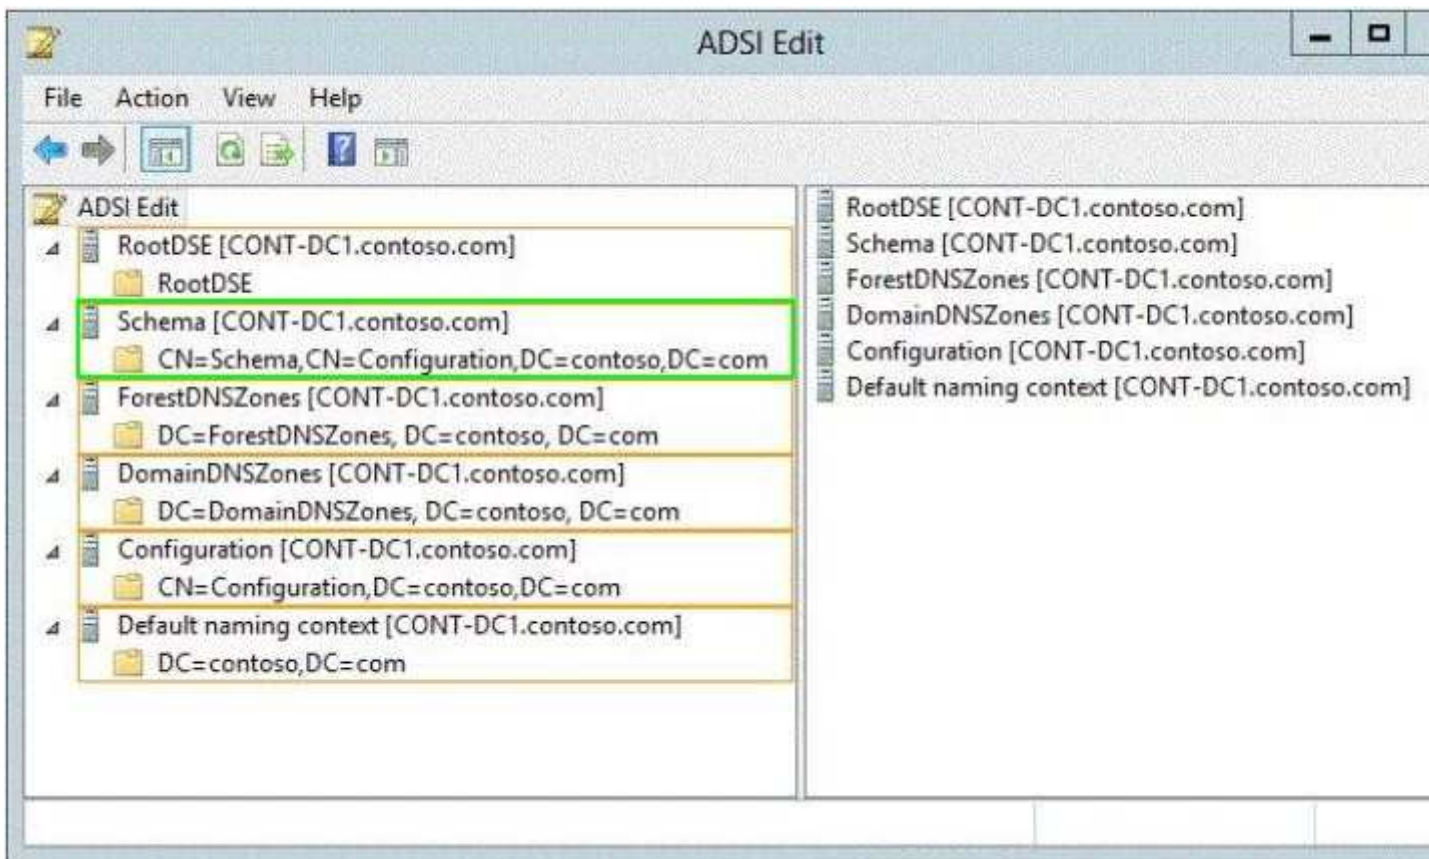 ADSI Edit
File Action View Help
ADSI Edit
RootDSE [CONT-DC1.contoso.com]
RootDSE
Schema [CONT-DC1.contoso.com]
CN=Schema,CN=Configuration,DC=contoso,DC=com
ForestDNSZones [CONT-DC1.contoso.com]
DC=ForestDNSZones, DC=contoso, DC=com
DomainDNSZones [CONT-DC1.contoso.com]
DC=DomainDNSZones, DC=contoso, DC=com
Configuration [CONT-DC1.contoso.com]
CN=Configuration,DC=contoso,DC=com
Default naming context [CONT-DC1.contoso.com]
DC=contoso,DC=com
RootDSE [CONT-DC1.contoso.com]
Schema [CONT-DC1.contoso.com]
ForestDNSZones [CONT-DC1.contoso.com]
DomainDNSZones [CONT-DC1.contoso.com]
Configuration [CONT-DC1.contoso.com]
Default naming context [CONT-DC1.contoso.com]